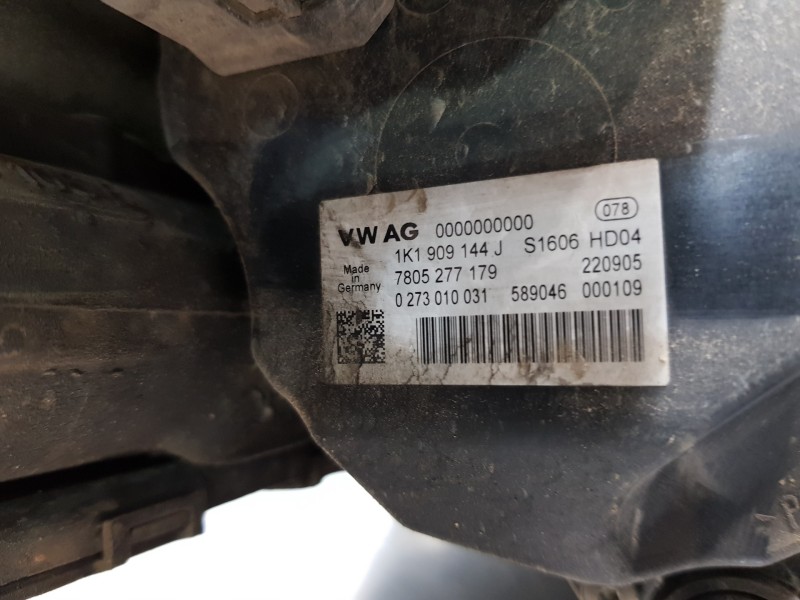 VW AG 0000000000 078
1K1 909 144 J S1606 HD04
Made in Germany
7805 277 179 220905
0 273 010 031 589046 000109